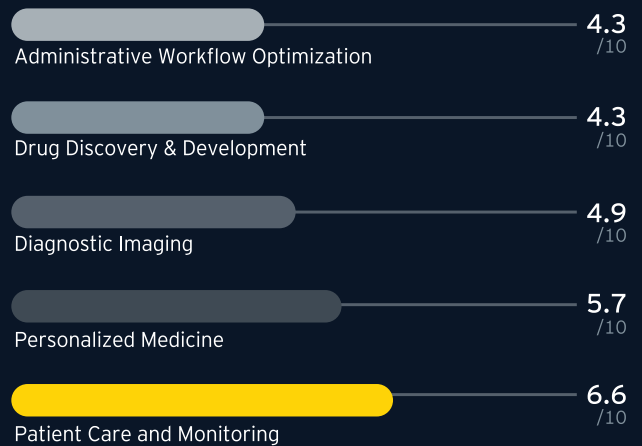 4.3
/10
Administrative Workflow Optimization
4.3
/10
Drug Discovery & Development
4.9
/10
Diagnostic Imaging
5.7
/10
Personalized Medicine
6.6
/10
Patient Care and Monitoring